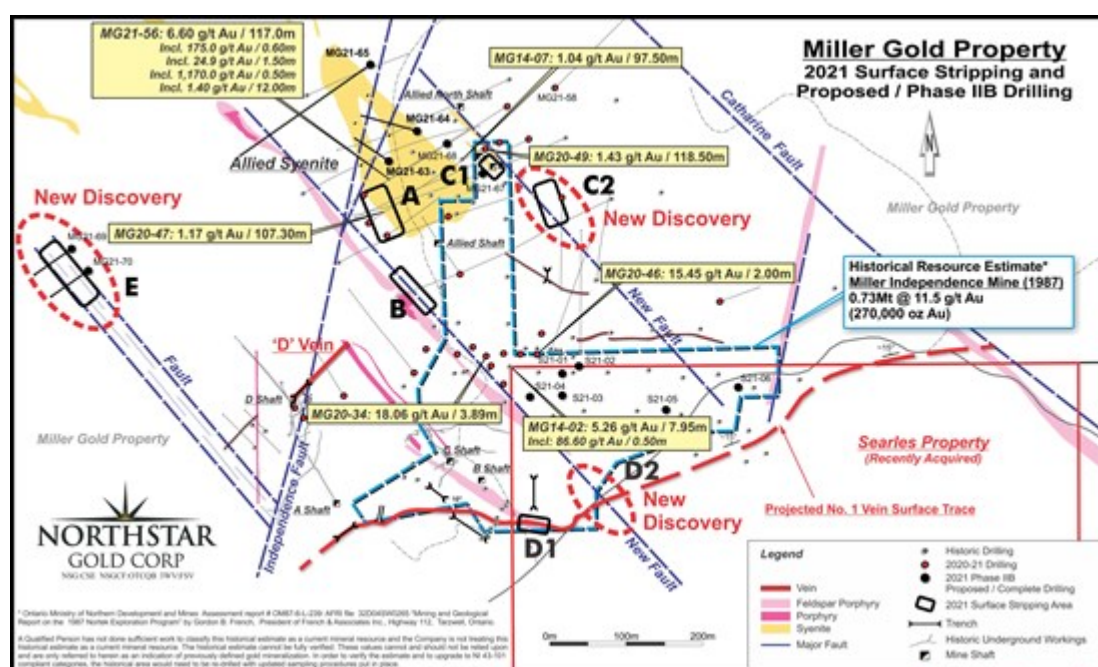 Miller Gold Property
2021 Surface Stripping and
Proposed / Phase IIB Drilling
MG21-56: 6.60 g/t Au / 117.0m
Incl. 175.0 g/t Au / 0.60m
Incl. 24.9 g/t Au / 1.50m
Incl. 1,170.0 g/t Au / 0.50m
Incl. 1.40 g/t Au / 12.00m
MG21-65
MG14-07: 1.04 g/t Au / 97.50m
MG21-58
Allied North Shaft
Catharine Fault
N
MG21-64
MG21-68
Allied Syenite
MG21-63
C1
MG20-49: 1.43 g/t Au / 118.50m
MG21-67
A
C2
New Discovery
New Discovery
Miller Gold Property
MG21-69
MG21-70
E
MG20-47: 1.17 g/t Au / 107.30m
Allied Shaft
MG20-46: 15.45 g/t Au / 2.00m
Historical Resource Estimate*
Miller Independence Mine (1987)
0.73Mt @ 11.5 g/t Au
(270,000 oz Au)
B
New Fault
Fault
'D' Vein
S21-01
S21-02
S21-04
S21-03
S21-05
S21-06
D Shaft
MG20-34: 18.06 g/t Au / 3.89m
MG14-02: 5.26 g/t Au / 7.95m
Incl: 86.60 g/t Au / 0.50m
Miller Gold Property
Searles Property
(Recently Acquired)
C Shaft
B Shaft
A Shaft
D2
New
Discovery
D1
Projected No. 1 Vein Surface Trace
Independence Fault
New Fault
NORTHSTAR
GOLD CORP
NSG:CSE NSGCF:OTCQB 3WV:FSV
Legend
Vein
Feldspar Porphyry
Porphyry
Syenite
Major Fault
Historic Drilling
2020-21 Drilling
2021 Phase IIB
Proposed / Complete Drilling
2021 Surface Stripping Area
Trench
Historic Underground Workings
Mine Shaft
0m 100m 200m